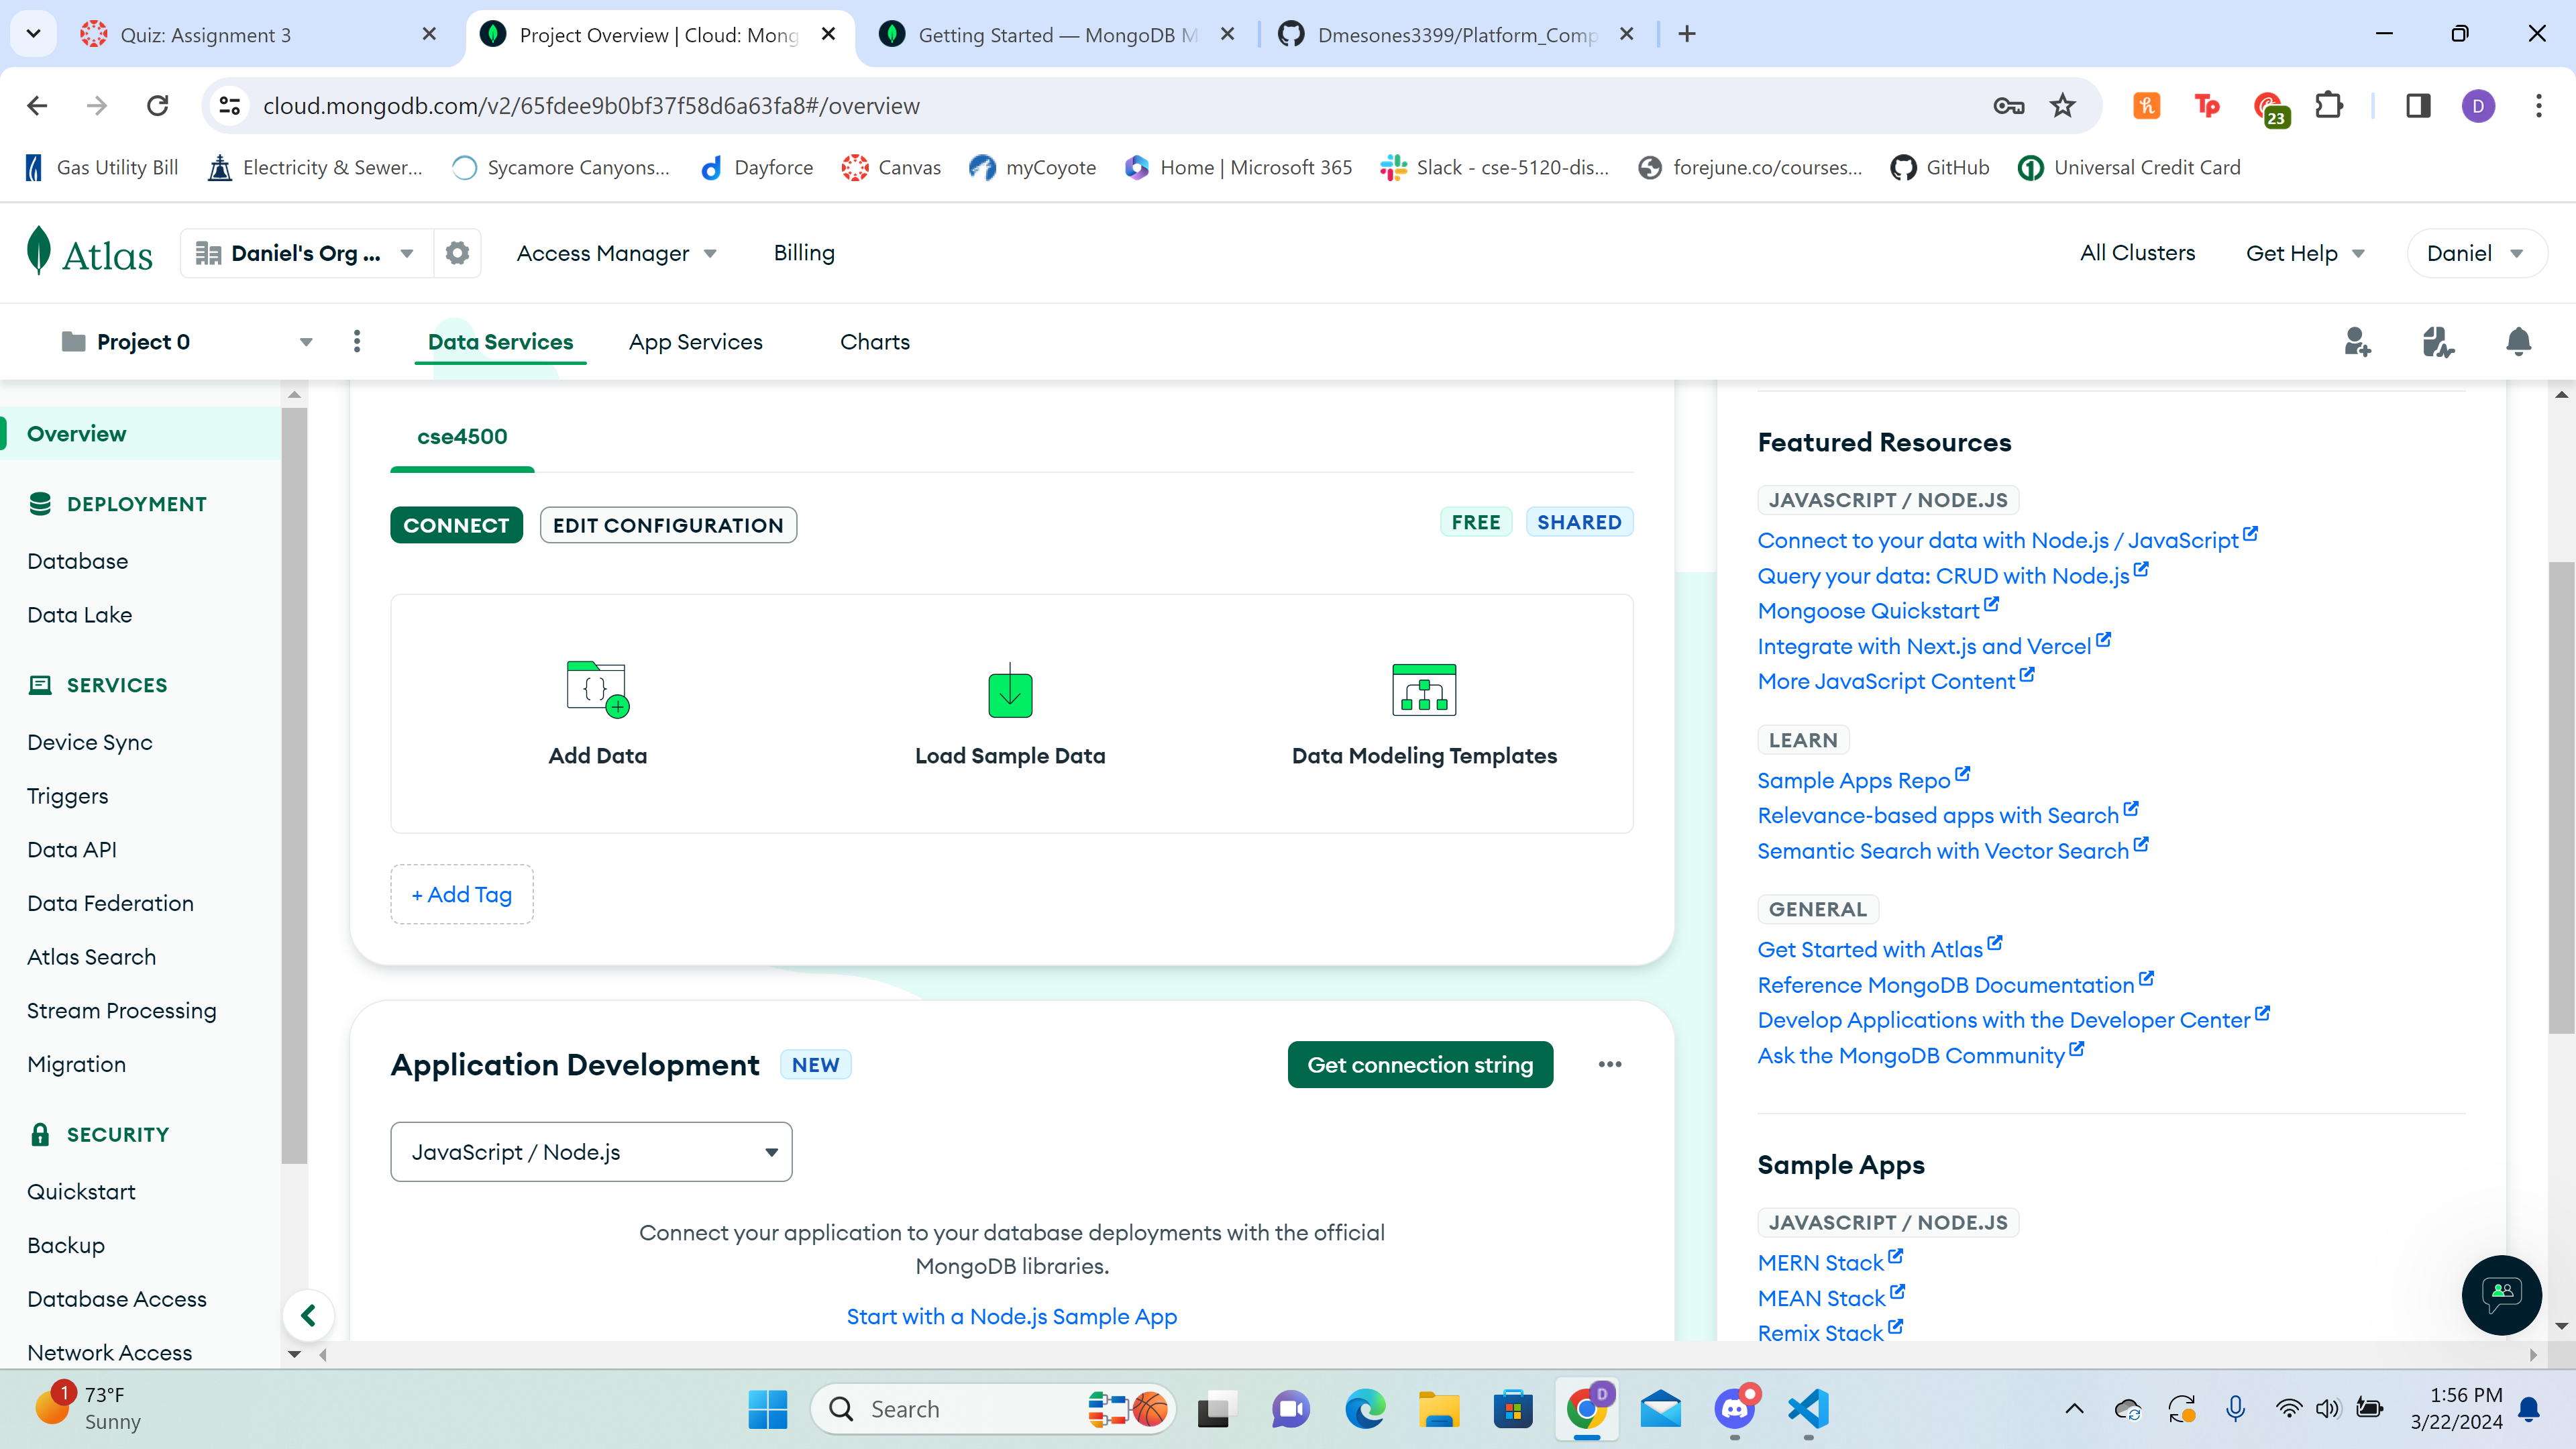 Quiz: Assignment 3
Project Overview | Cloud: Mong
Getting Started — MongoDB M
Dmesones3399/Platform_Comp
cloud.mongodb.com/v2/65fdee9b0bf37f58d6a63fa8#/overview
23
D
Gas Utility Bill
Electricity & Sewer...
Sycamore Canyons...
Dayforce
Canvas
myCoyote
Home | Microsoft 365
Slack - cse-5120-dis...
forejune.co/courses...
GitHub
Universal Credit Card
Atlas
Daniel's Org ...
Access Manager
Billing
All Clusters
Get Help
Daniel
Project 0
Data Services
App Services
Charts
Overview
DEPLOYMENT
Database
Data Lake
SERVICES
Device Sync
Triggers
Data API
Data Federation
Atlas Search
Stream Processing
Migration
SECURITY
Quickstart
Backup
Database Access
Network Access
cse4500
CONNECT
EDIT CONFIGURATION
FREE
SHARED
Add Data
Load Sample Data
Data Modeling Templates
+ Add Tag
Application Development
NEW
Get connection string
JavaScript / Node.js
Connect your application to your database deployments with the official
MongoDB libraries.
Start with a Node.js Sample App
Featured Resources
JAVASCRIPT / NODE.JS
Connect to your data with Node.js / JavaScript
Query your data: CRUD with Node.js
Mongoose Quickstart
Integrate with Next.js and Vercel
More JavaScript Content
LEARN
Sample Apps Repo
Relevance-based apps with Search
Semantic Search with Vector Search
GENERAL
Get Started with Atlas
Reference MongoDB Documentation
Develop Applications with the Developer Center
Ask the MongoDB Community
Sample Apps
JAVASCRIPT / NODE.JS
MERN Stack
MEAN Stack
Remix Stack
1
73°F
Sunny
Search
D
1:56 PM
3/22/2024